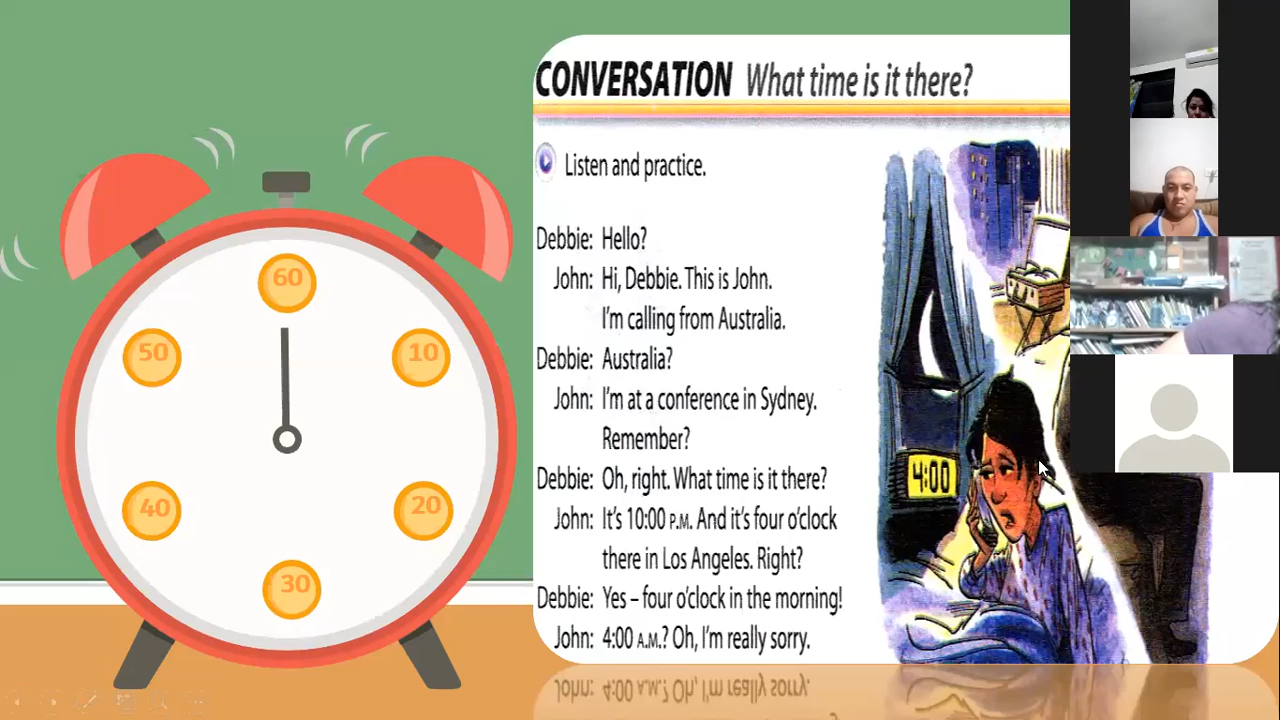 CONVERSATION What time is it there?
Listen and practice.
Debbie: Hello?
John: Hi, Debbie. This is John.
I'm calling from Australia.
Debbie: Australia?
John: I'm at a conference in Sydney.
Remember?
Debbie: Oh, right. What time is it there?
John: It's 10:00 P.M. And it's four o'clock
there in Los Angeles. Right?
Debbie: Yes – four o'clock in the morning!
John: 4:00 A.M.? Oh, I'm really sorry.
4:00
60
10
20
30
40
50